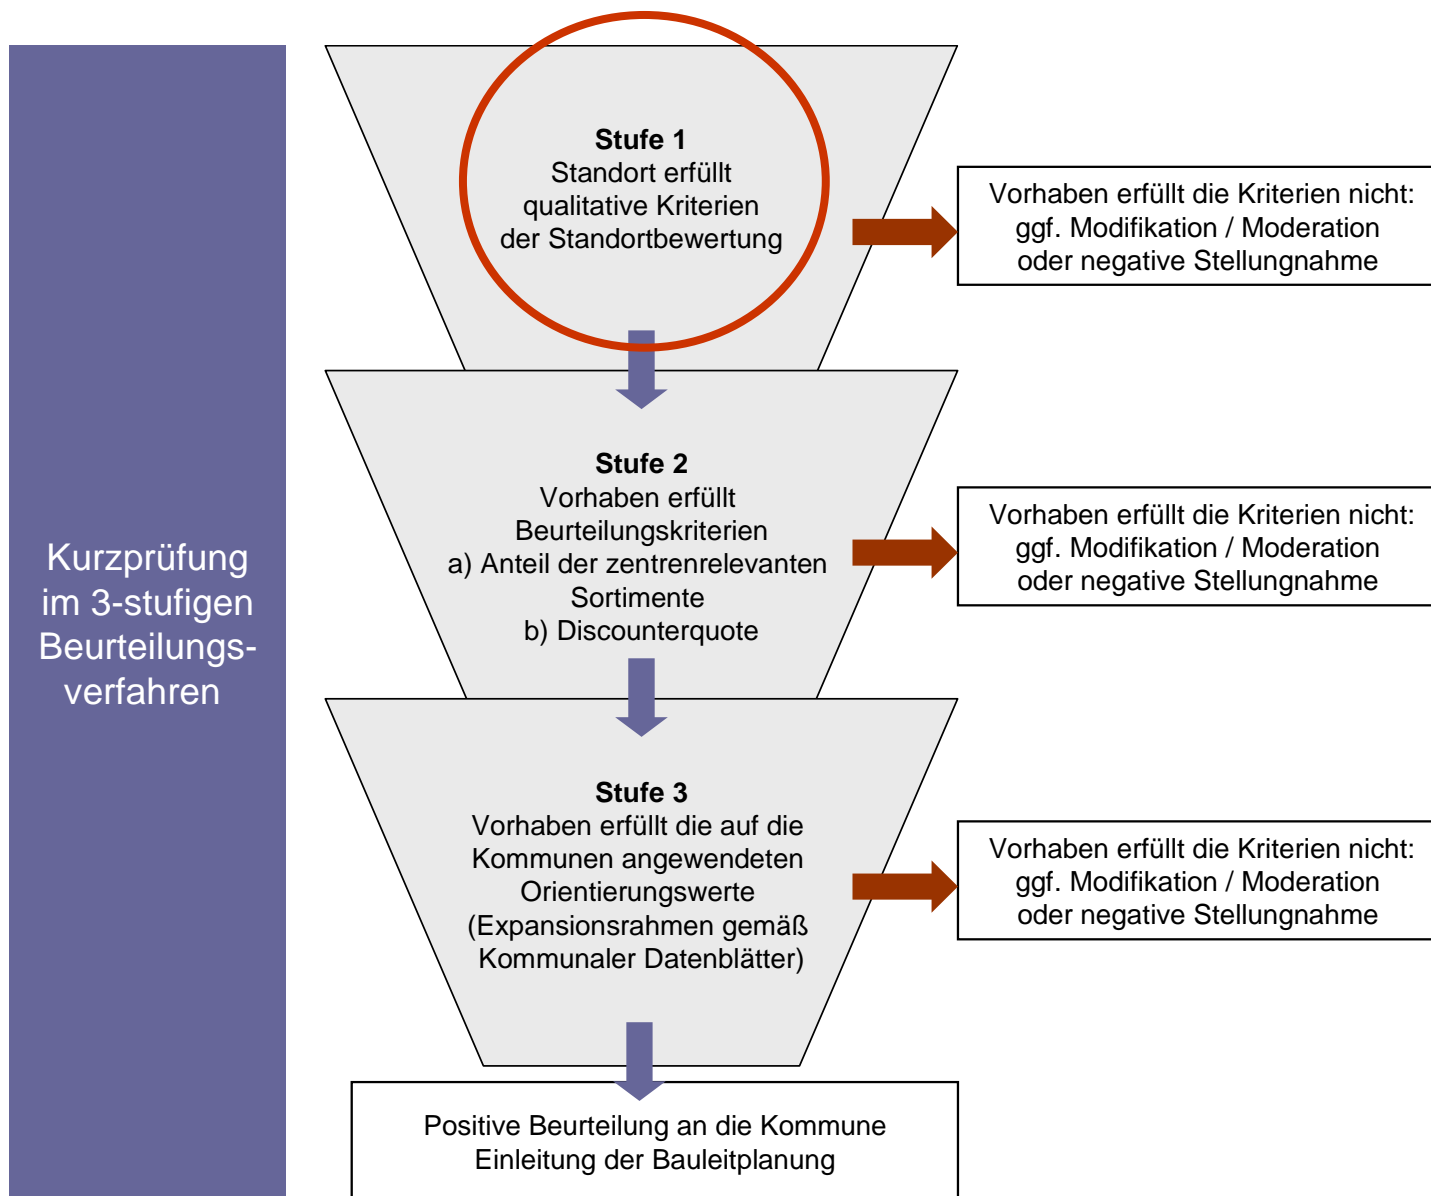 Kurzprüfung
im 3-stufigen
Beurteilungs-
verfahren
Stufe 1
Standort erfüllt
qualitative Kriterien
der Standortbewertung
Vorhaben erfüllt die Kriterien nicht:
ggf. Modifikation / Moderation
oder negative Stellungnahme
Stufe 2
Vorhaben erfüllt
Beurteilungskriterien
a) Anteil der zentrenrelevanten
Sortimente
b) Discounterquote
Vorhaben erfüllt die Kriterien nicht:
ggf. Modifikation / Moderation
oder negative Stellungnahme
Stufe 3
Vorhaben erfüllt die auf die
Kommunen angewendeten
Orientierungswerte
(Expansionsrahmen gemäß
Kommunaler Datenblätter)
Vorhaben erfüllt die Kriterien nicht:
ggf. Modifikation / Moderation
oder negative Stellungnahme
Positive Beurteilung an die Kommune
Einleitung der Bauleitplanung